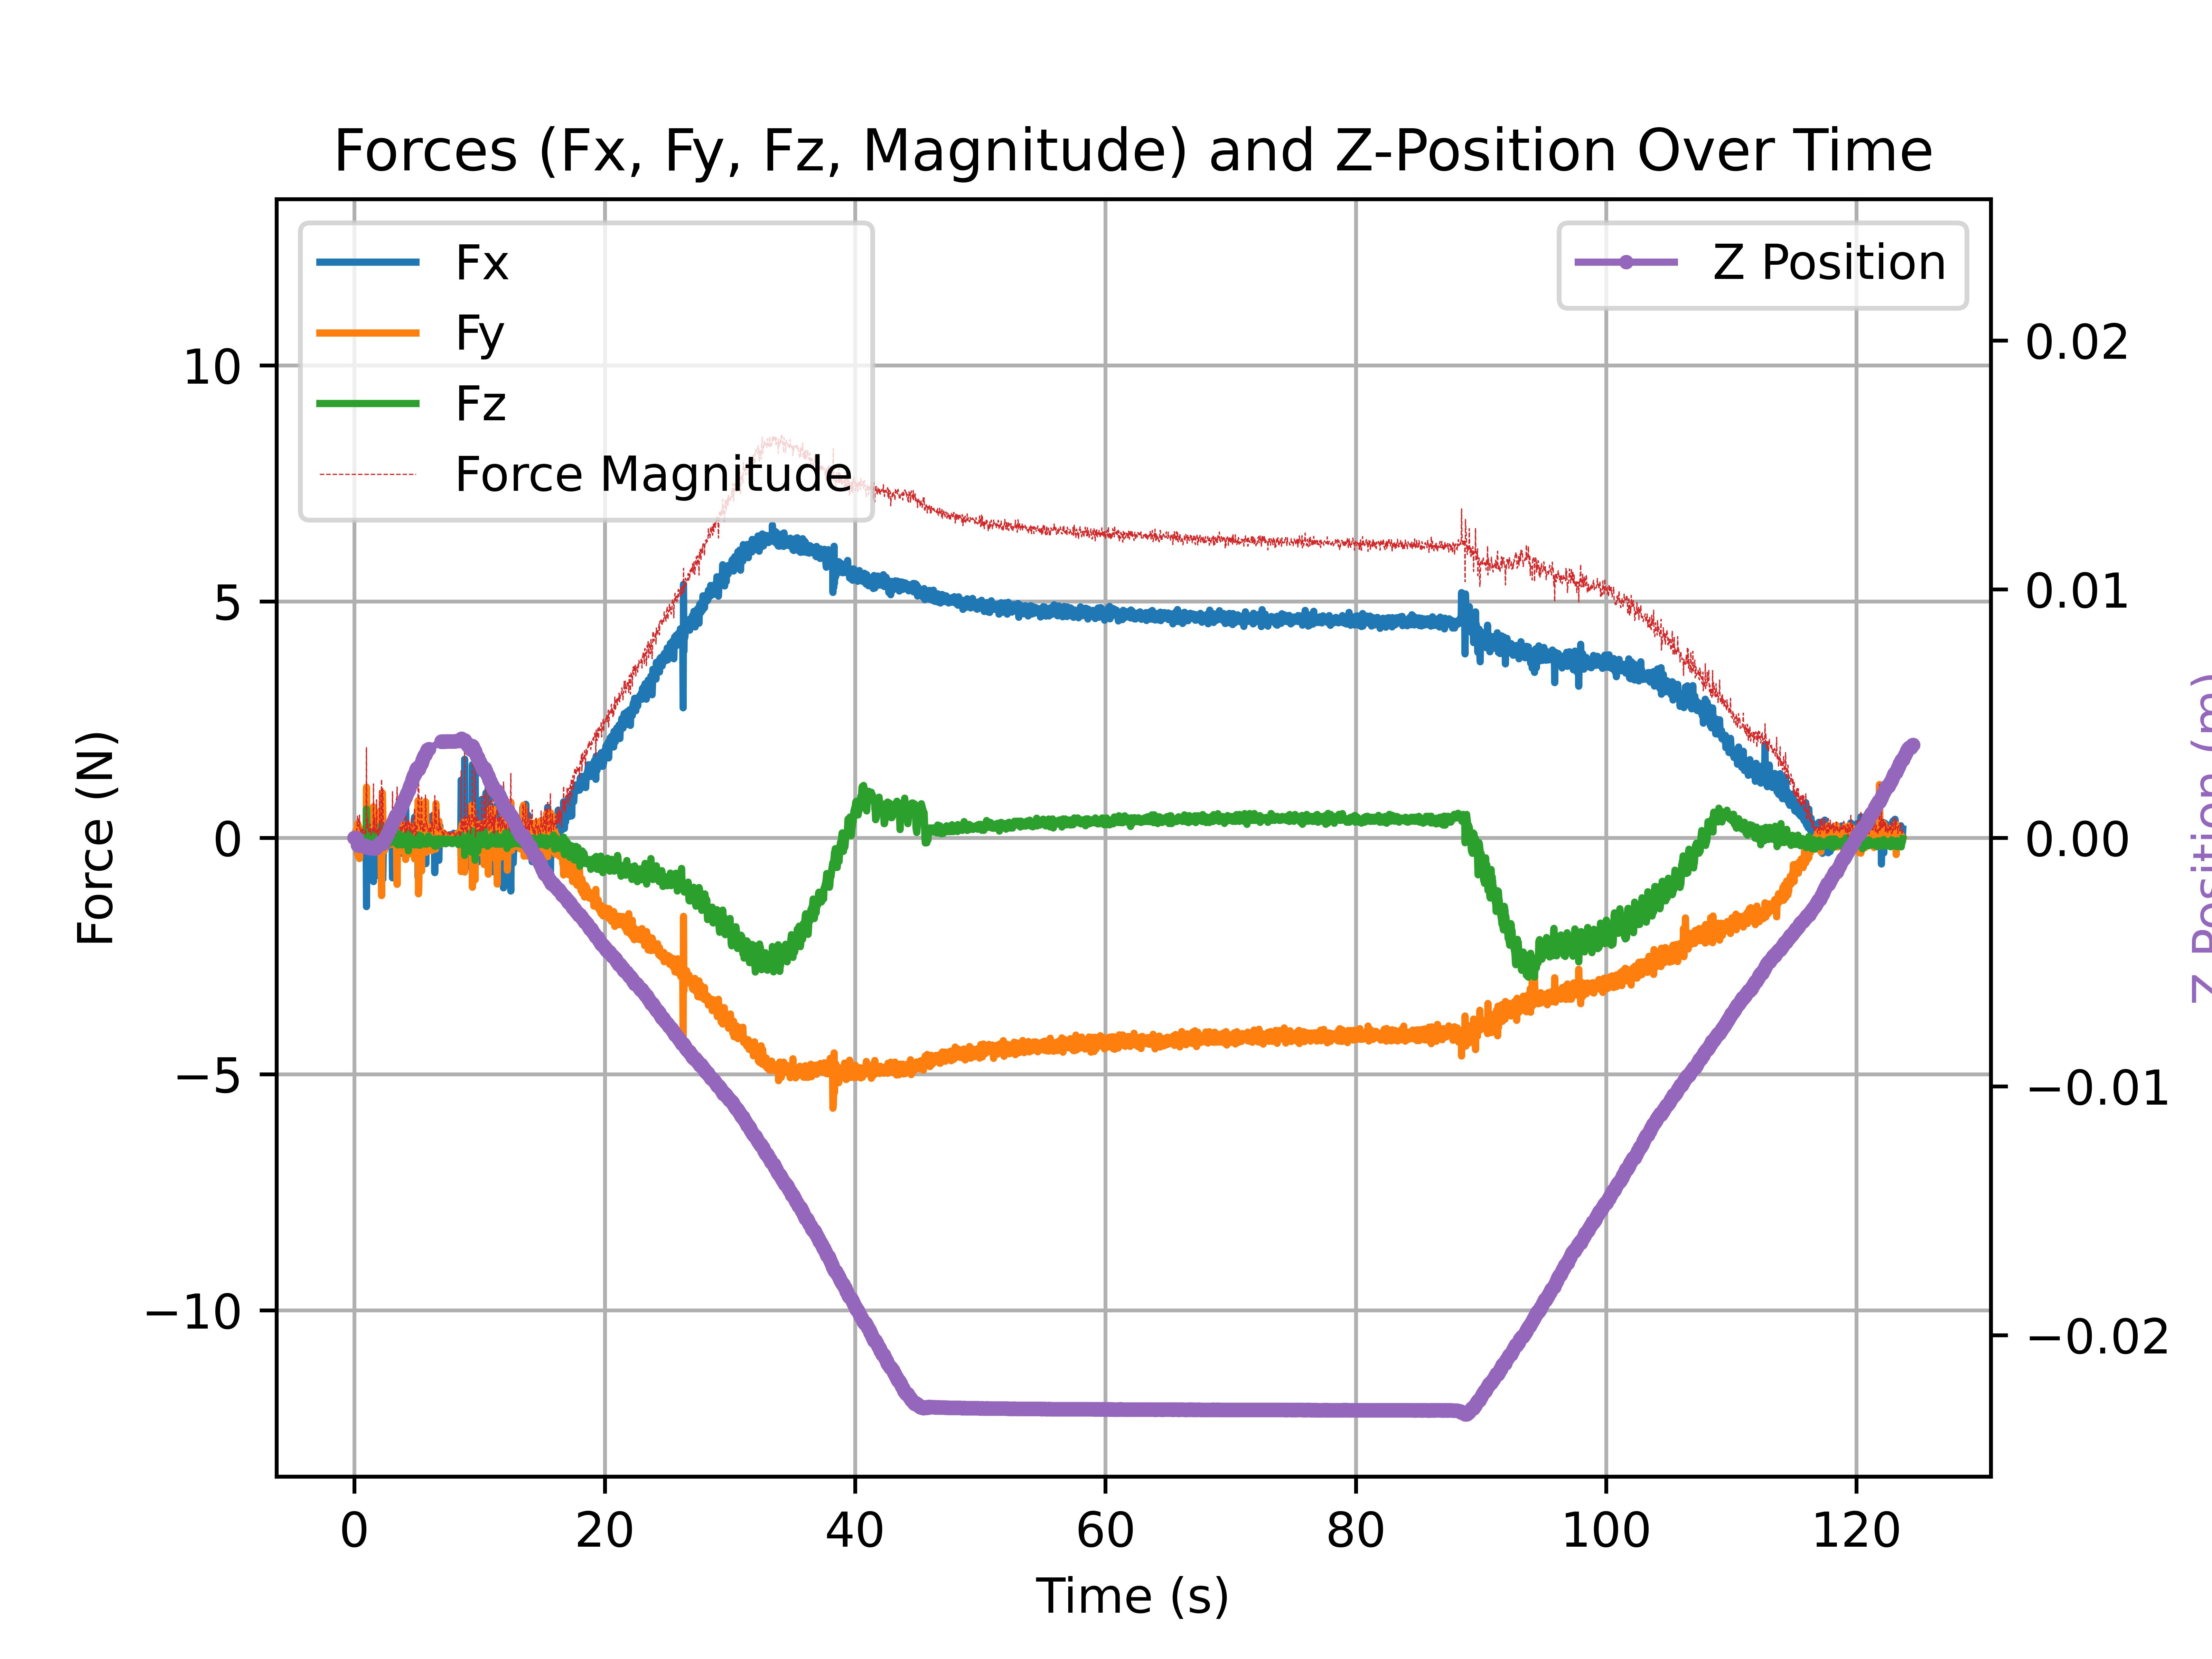 Forces (Fx, Fy, Fz, Magnitude) and Z-Position Over Time
Fx
Fy
Fz
Force Magnitude
Z Position
10
5
0
−5
−10
Force (N)
0.02
0.01
0.00
−0.01
−0.02
Z Position (m)
0
20
40
60
80
100
120
Time (s)